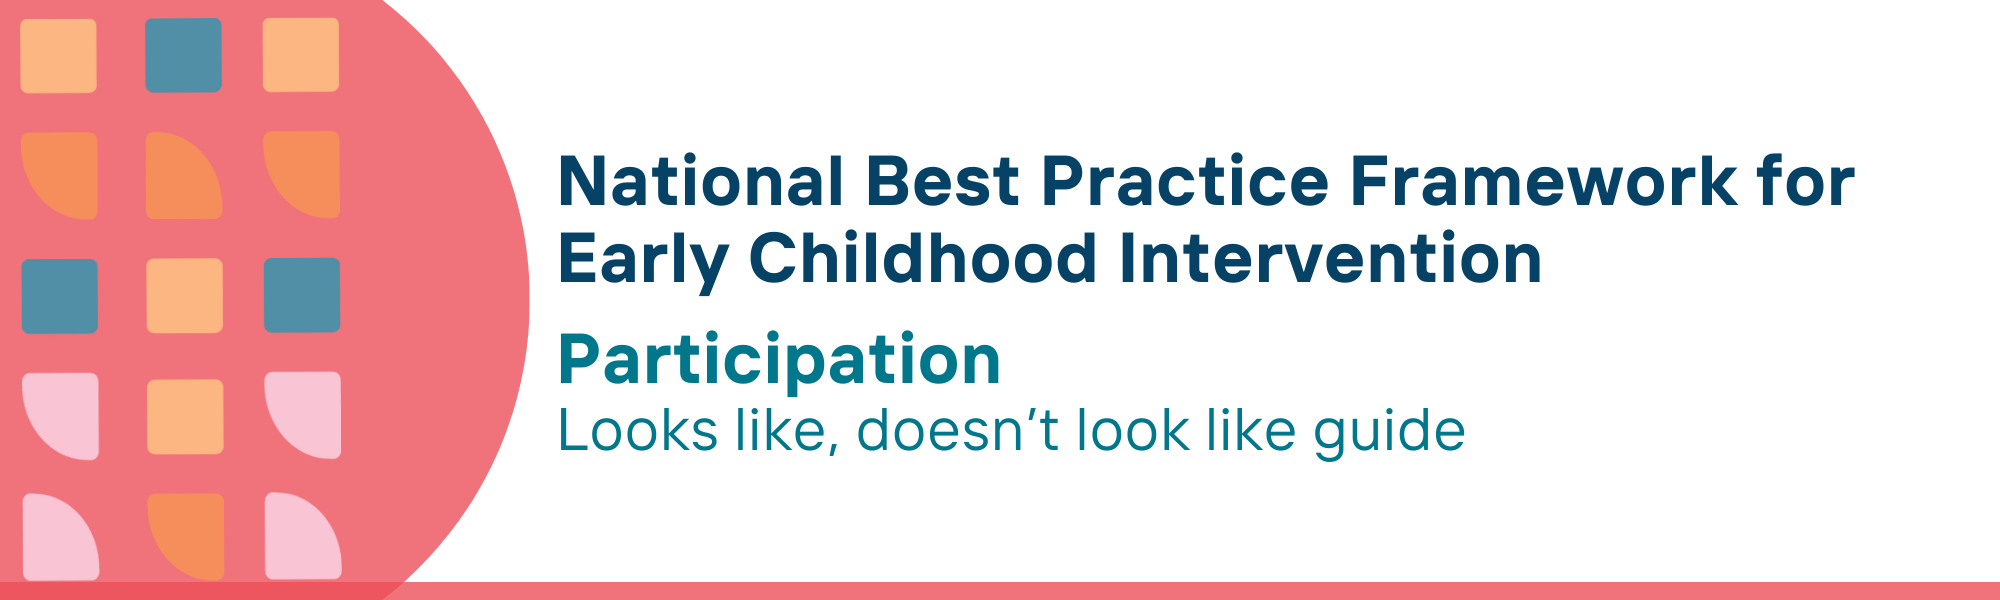 National Best Practice Framework for
Early Childhood Intervention
Participation
Looks like, doesn’t look like guide